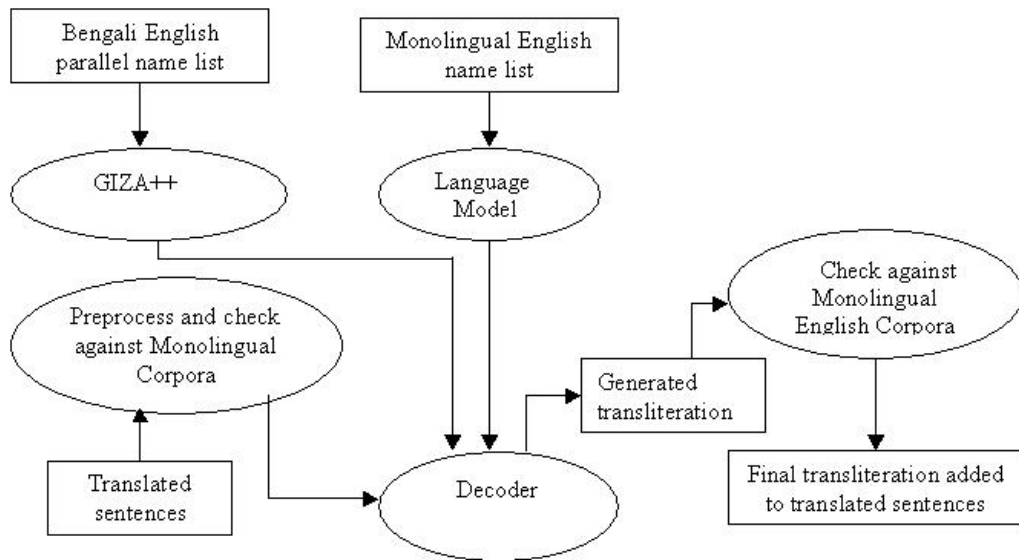 Bengali English
parallel name list
Monolingual English
name list
GIZA++
Language
Model
Check against
Monolingual
English Corpora
Preprocess and check
against Monolingual
Corpora
Generated
transliteration
Translated
sentences
Decoder
Final transliteration added
to translated sentences